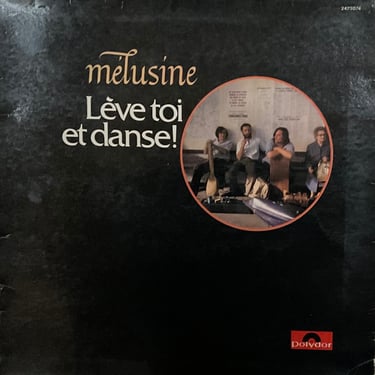 2473074
mélusine
Lève toi
et danse!
Polydor